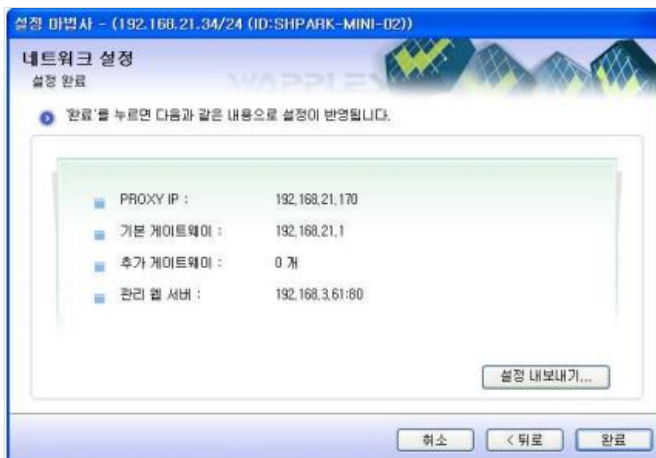 설정 마법사 - (192.168.21.34/24 (ID:SHPARK-MINI-02))
네트워크 설정
설정 완료
WAPPLES
'완료'를 누르면 다음과 같은 내용으로 설정이 반영됩니다.
PROXY IP : 192.168.21.170
기본 게이트웨이 : 192.168.21.1
추가 게이트웨이 : 0 개
관리 웹 서버 : 192.168.3.61:80
설정 내보내기...
취소 < 뒤로 완료